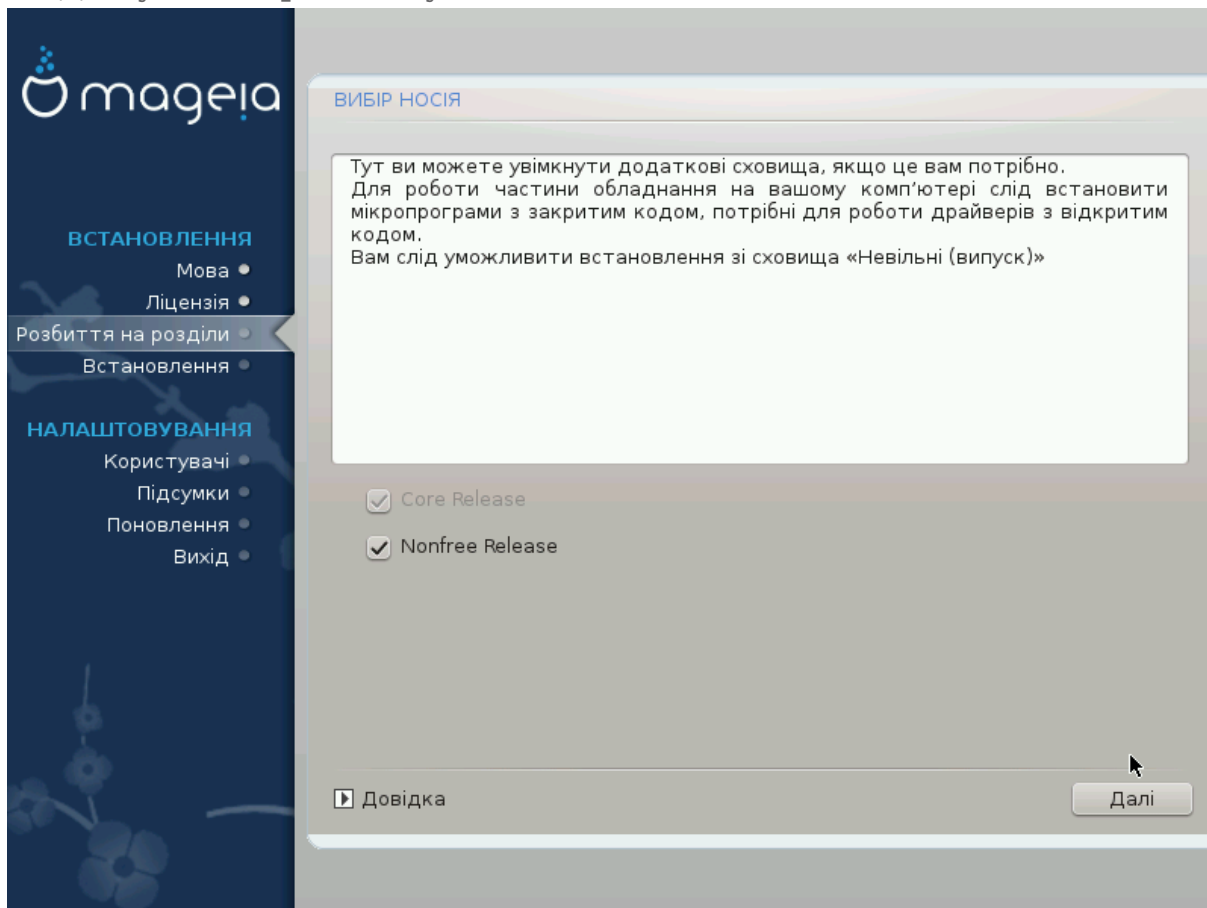 mageia
ВСТАНОВЛЕННЯ
Мова
Ліцензія
Розбиття на розділи
Встановлення
НАЛАШТОВУВАННЯ
Користувачі
Підсумки
Поновлення
Вихід
ВИБІР НОСІЯ
Тут ви можете увімкнути додаткові сховища, якщо це вам потрібно.
Для роботи частини обладнання на вашому комп’ютері слід встановити
мікропрограми з закритим кодом, потрібні для роботи драйверів з відкритим
кодом.
Вам слід уможливити встановлення зі сховища «Невільні (випуск)»
Core Release
Nonfree Release
Довідка
Далі